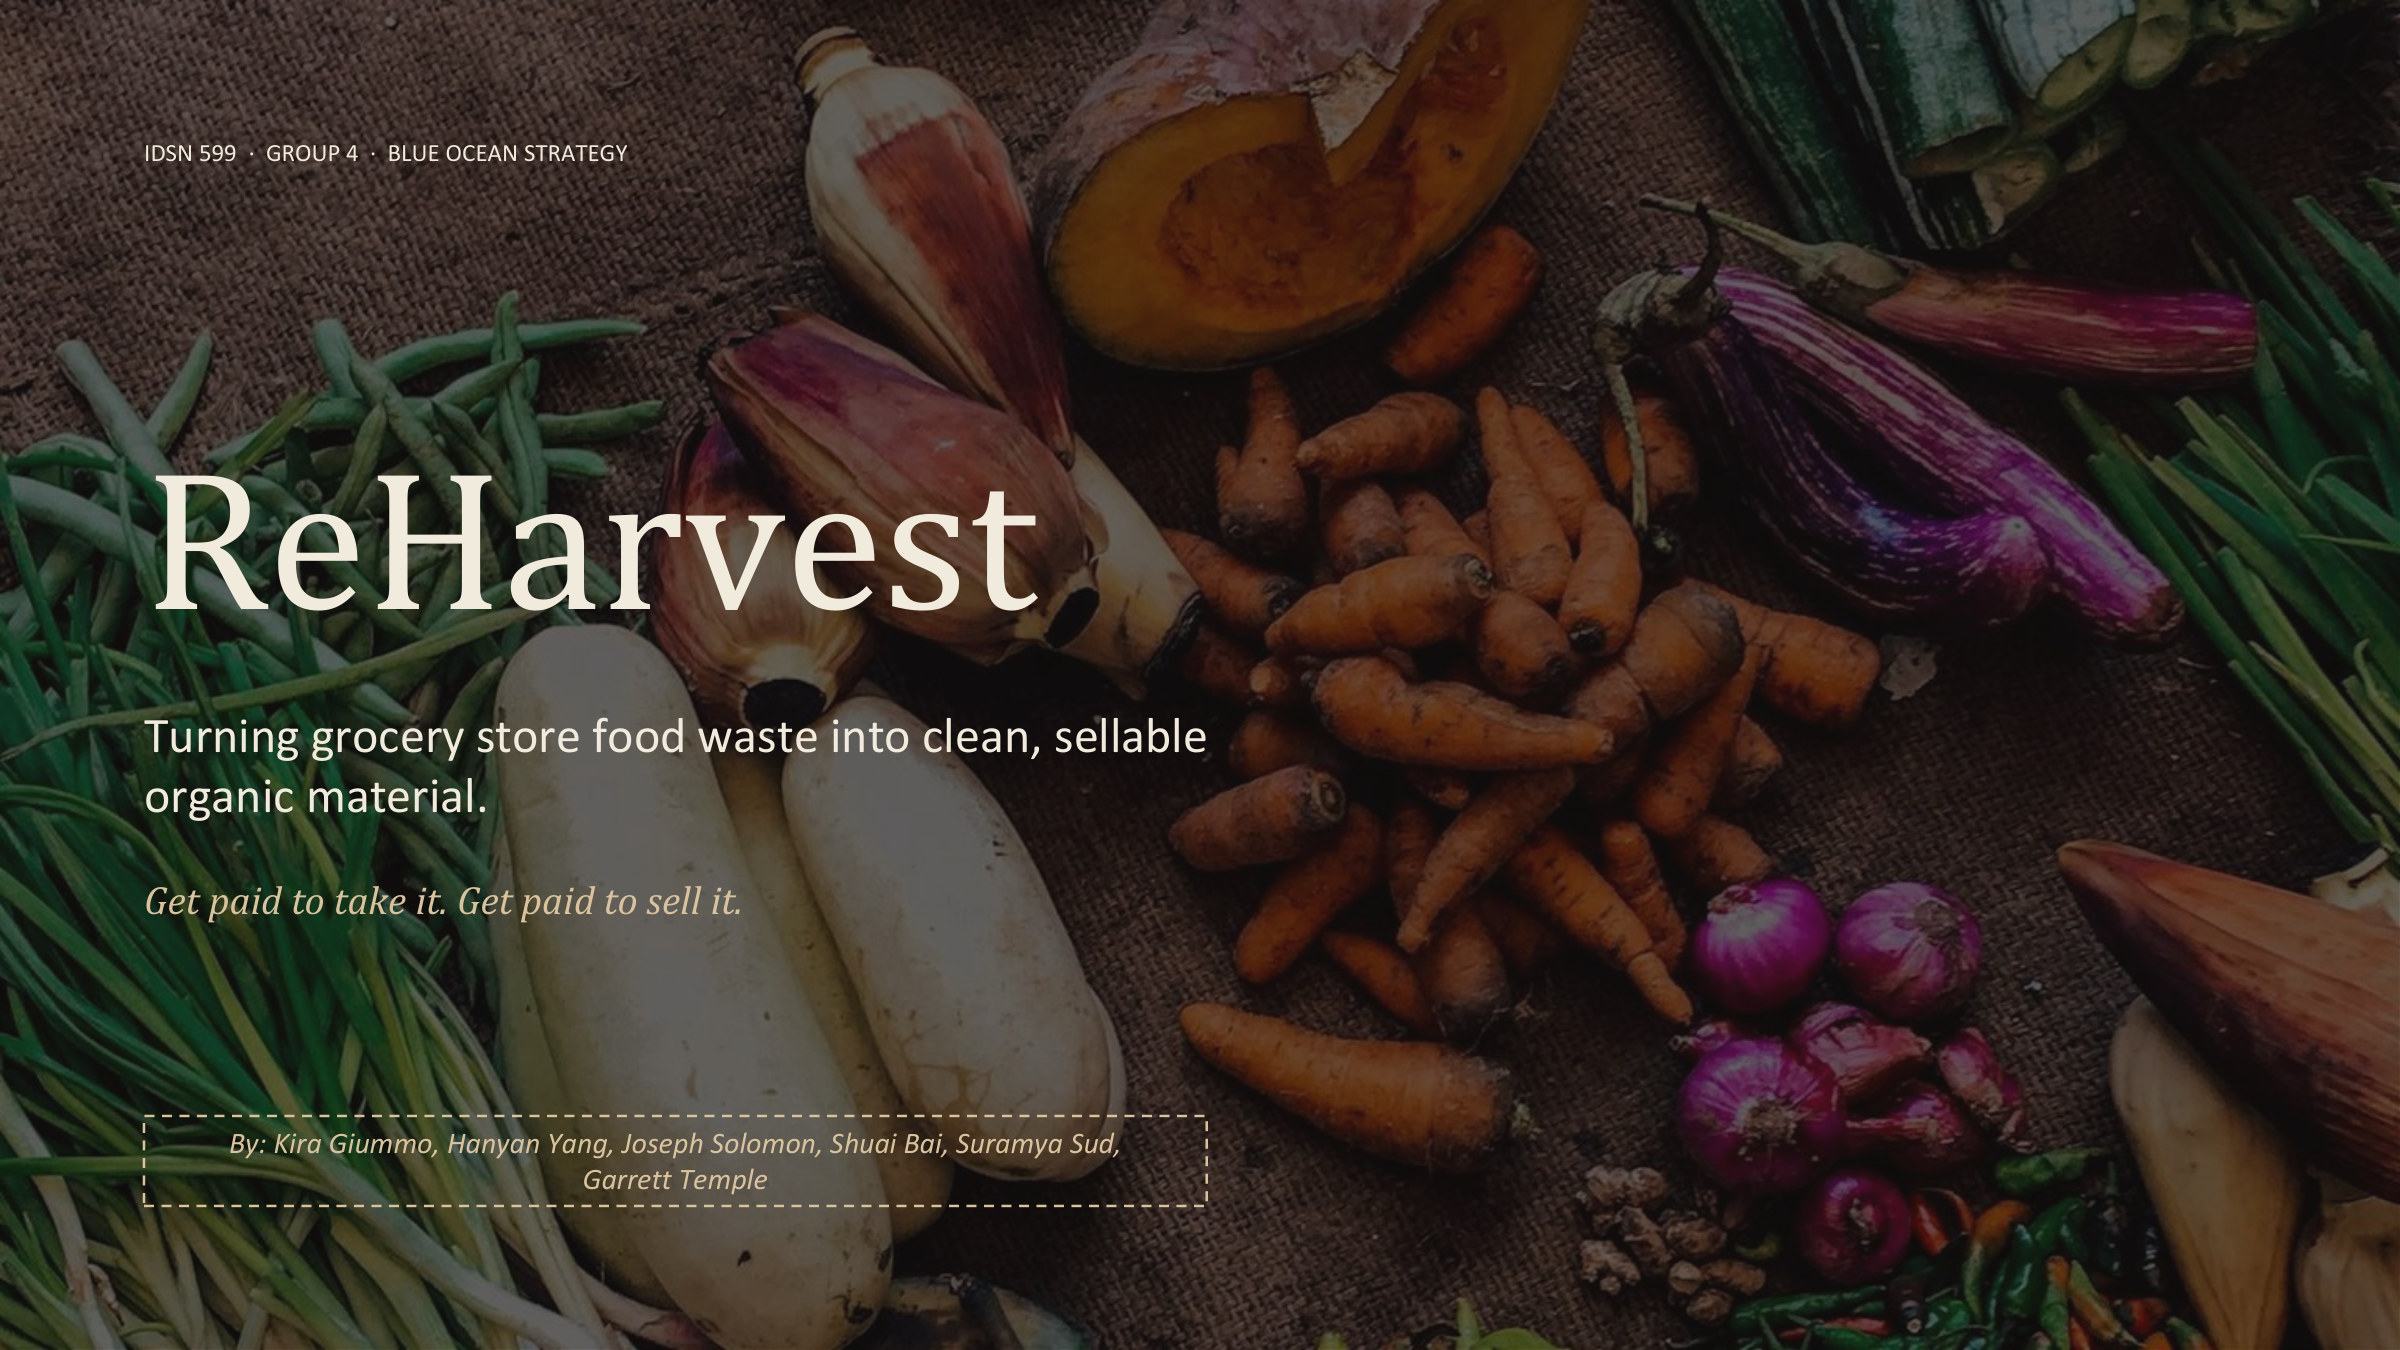 IDSN 599 · GROUP 4 · BLUE OCEAN STRATEGY
ReHarvest
Turning grocery store food waste into clean, sellable
organic material.
Get paid to take it. Get paid to sell it.
By: Kira Giummo, Hanyan Yang, Joseph Solomon, Shuai Bai, Suramya Sud,
Garrett Temple